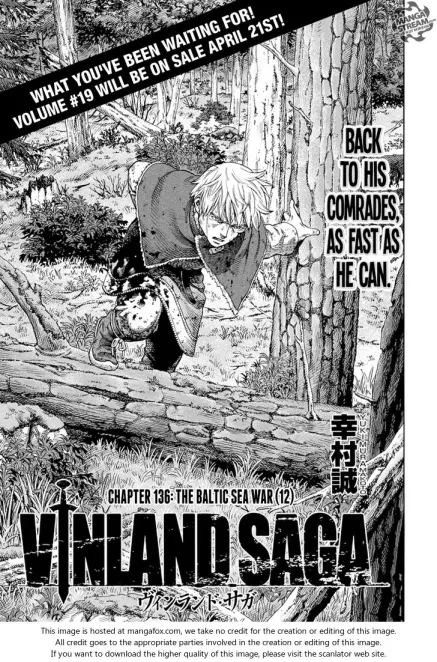 MANGA
STREAM
WHAT YOU'VE BEEN WAITING FOR!
VOLUME #19 WILL BE ON SALE APRIL 21ST!
BACK
TO HIS
COMRADES,
AS FAST AS
HE CAN.
幸村誠
CHAPTER 136: THE BALTIC SEA WAR (12)
VINLAND SAGA
ヴィンランド・サガ
This image is hosted at mangafox.com, we take no credit for the creation or editing of this image.
All credit goes to the appropriate parties involved in the creation or editing of this image.
If you want to download the higher quality of this image, please visit the scanlator web site.